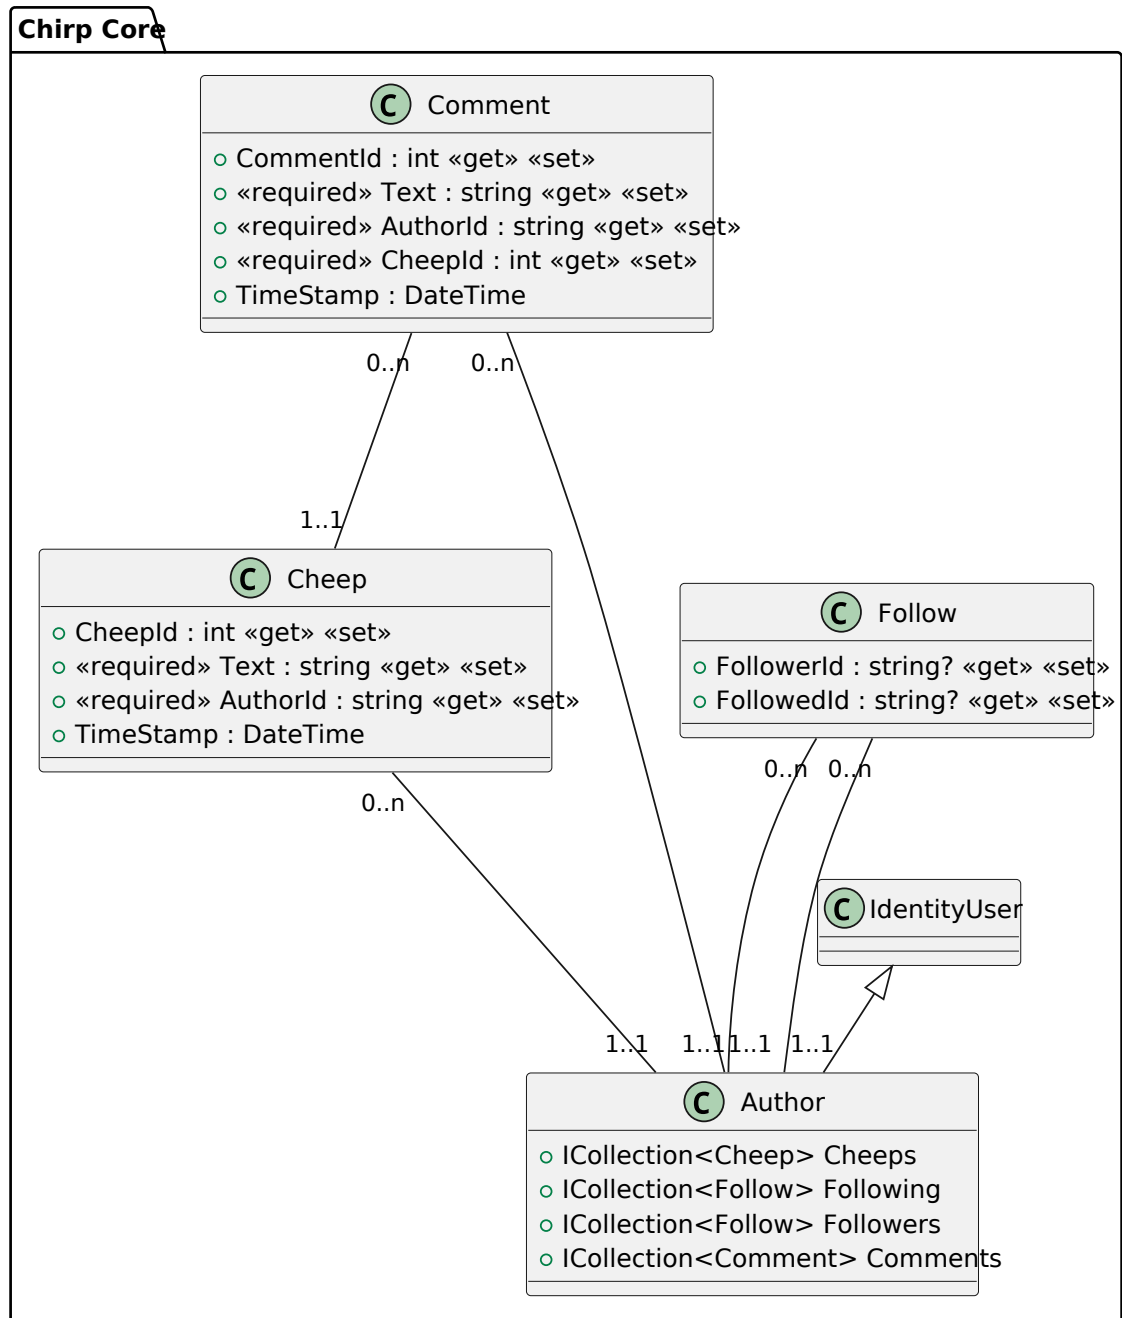 Chirp Core
C Comment
CommentId : int «get» «set»
«required» Text : string «get» «set»
«required» AuthorId : string «get» «set»
«required» CheepId : int «get» «set»
TimeStamp : DateTime
0..n 0..n
1..1
C Cheep
CheepId : int «get» «set»
«required» Text : string «get» «set»
«required» AuthorId : string «get» «set»
TimeStamp : DateTime
C Follow
FollowerId : string? «get» «set»
FollowedId : string? «get» «set»
0..n 0..n
0..n
C IdentityUser
1..1 1..1 1..1 1..1
C Author
ICollection<Cheep> Cheeps
ICollection<Follow> Following
ICollection<Follow> Followers
ICollection<Comment> Comments